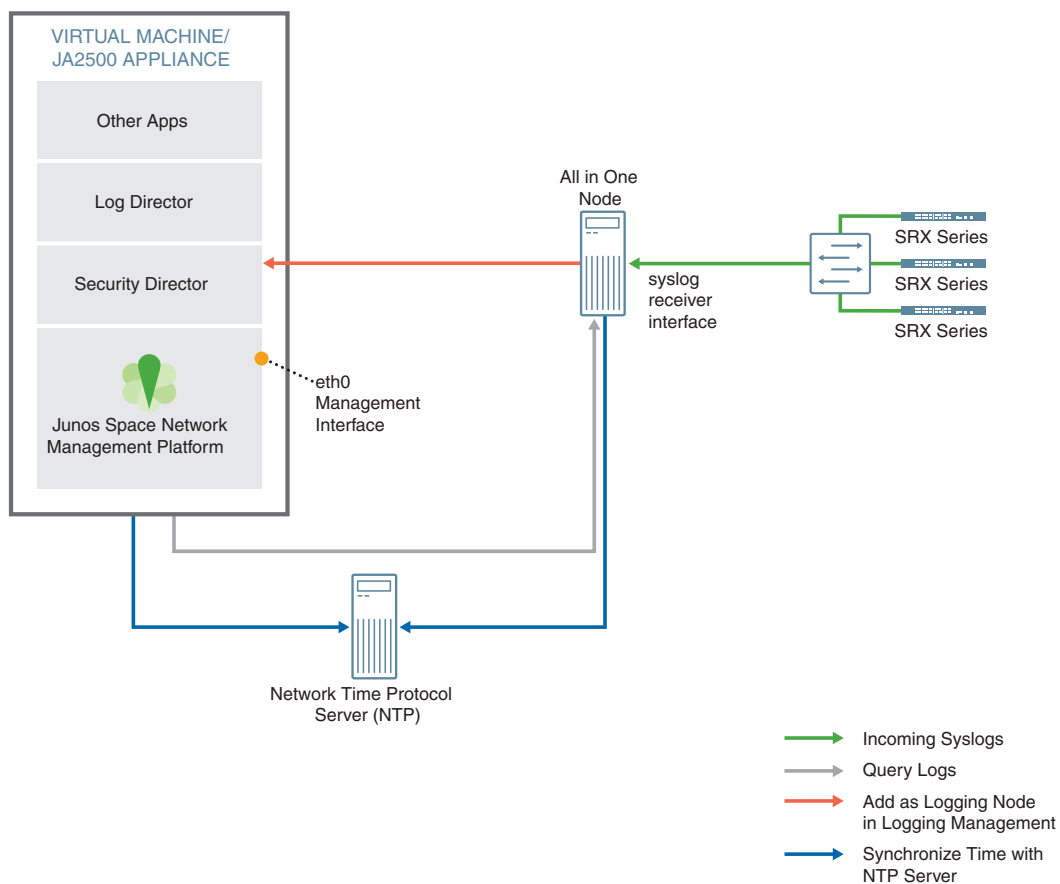 VIRTUAL MACHINE/
JA2500 APPLIANCE
Other Apps
Log Director
Security Director
Junos Space Network
Management Platform
eth0
Management
Interface
All in One
Node
syslog
receiver
interface
SRX Series
SRX Series
SRX Series
Network Time Protocol
Server (NTP)
Incoming Syslogs
Query Logs
Add as Logging Node
in Logging Management
Synchronize Time with
NTP Server